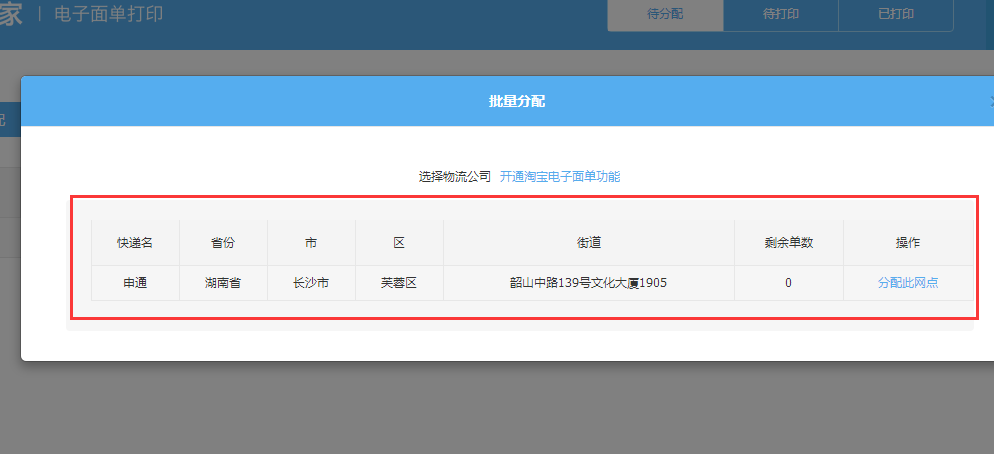 家 | 电子面单打印
待分配 待打印 已打印
批量分配
配
选择物流公司 开通淘宝电子面单功能
快递名 省份 市 区 街道 剩余单数 操作
申通 湖南省 长沙市 芙蓉区 韶山中路139号文化大厦1905 0 分配此网点